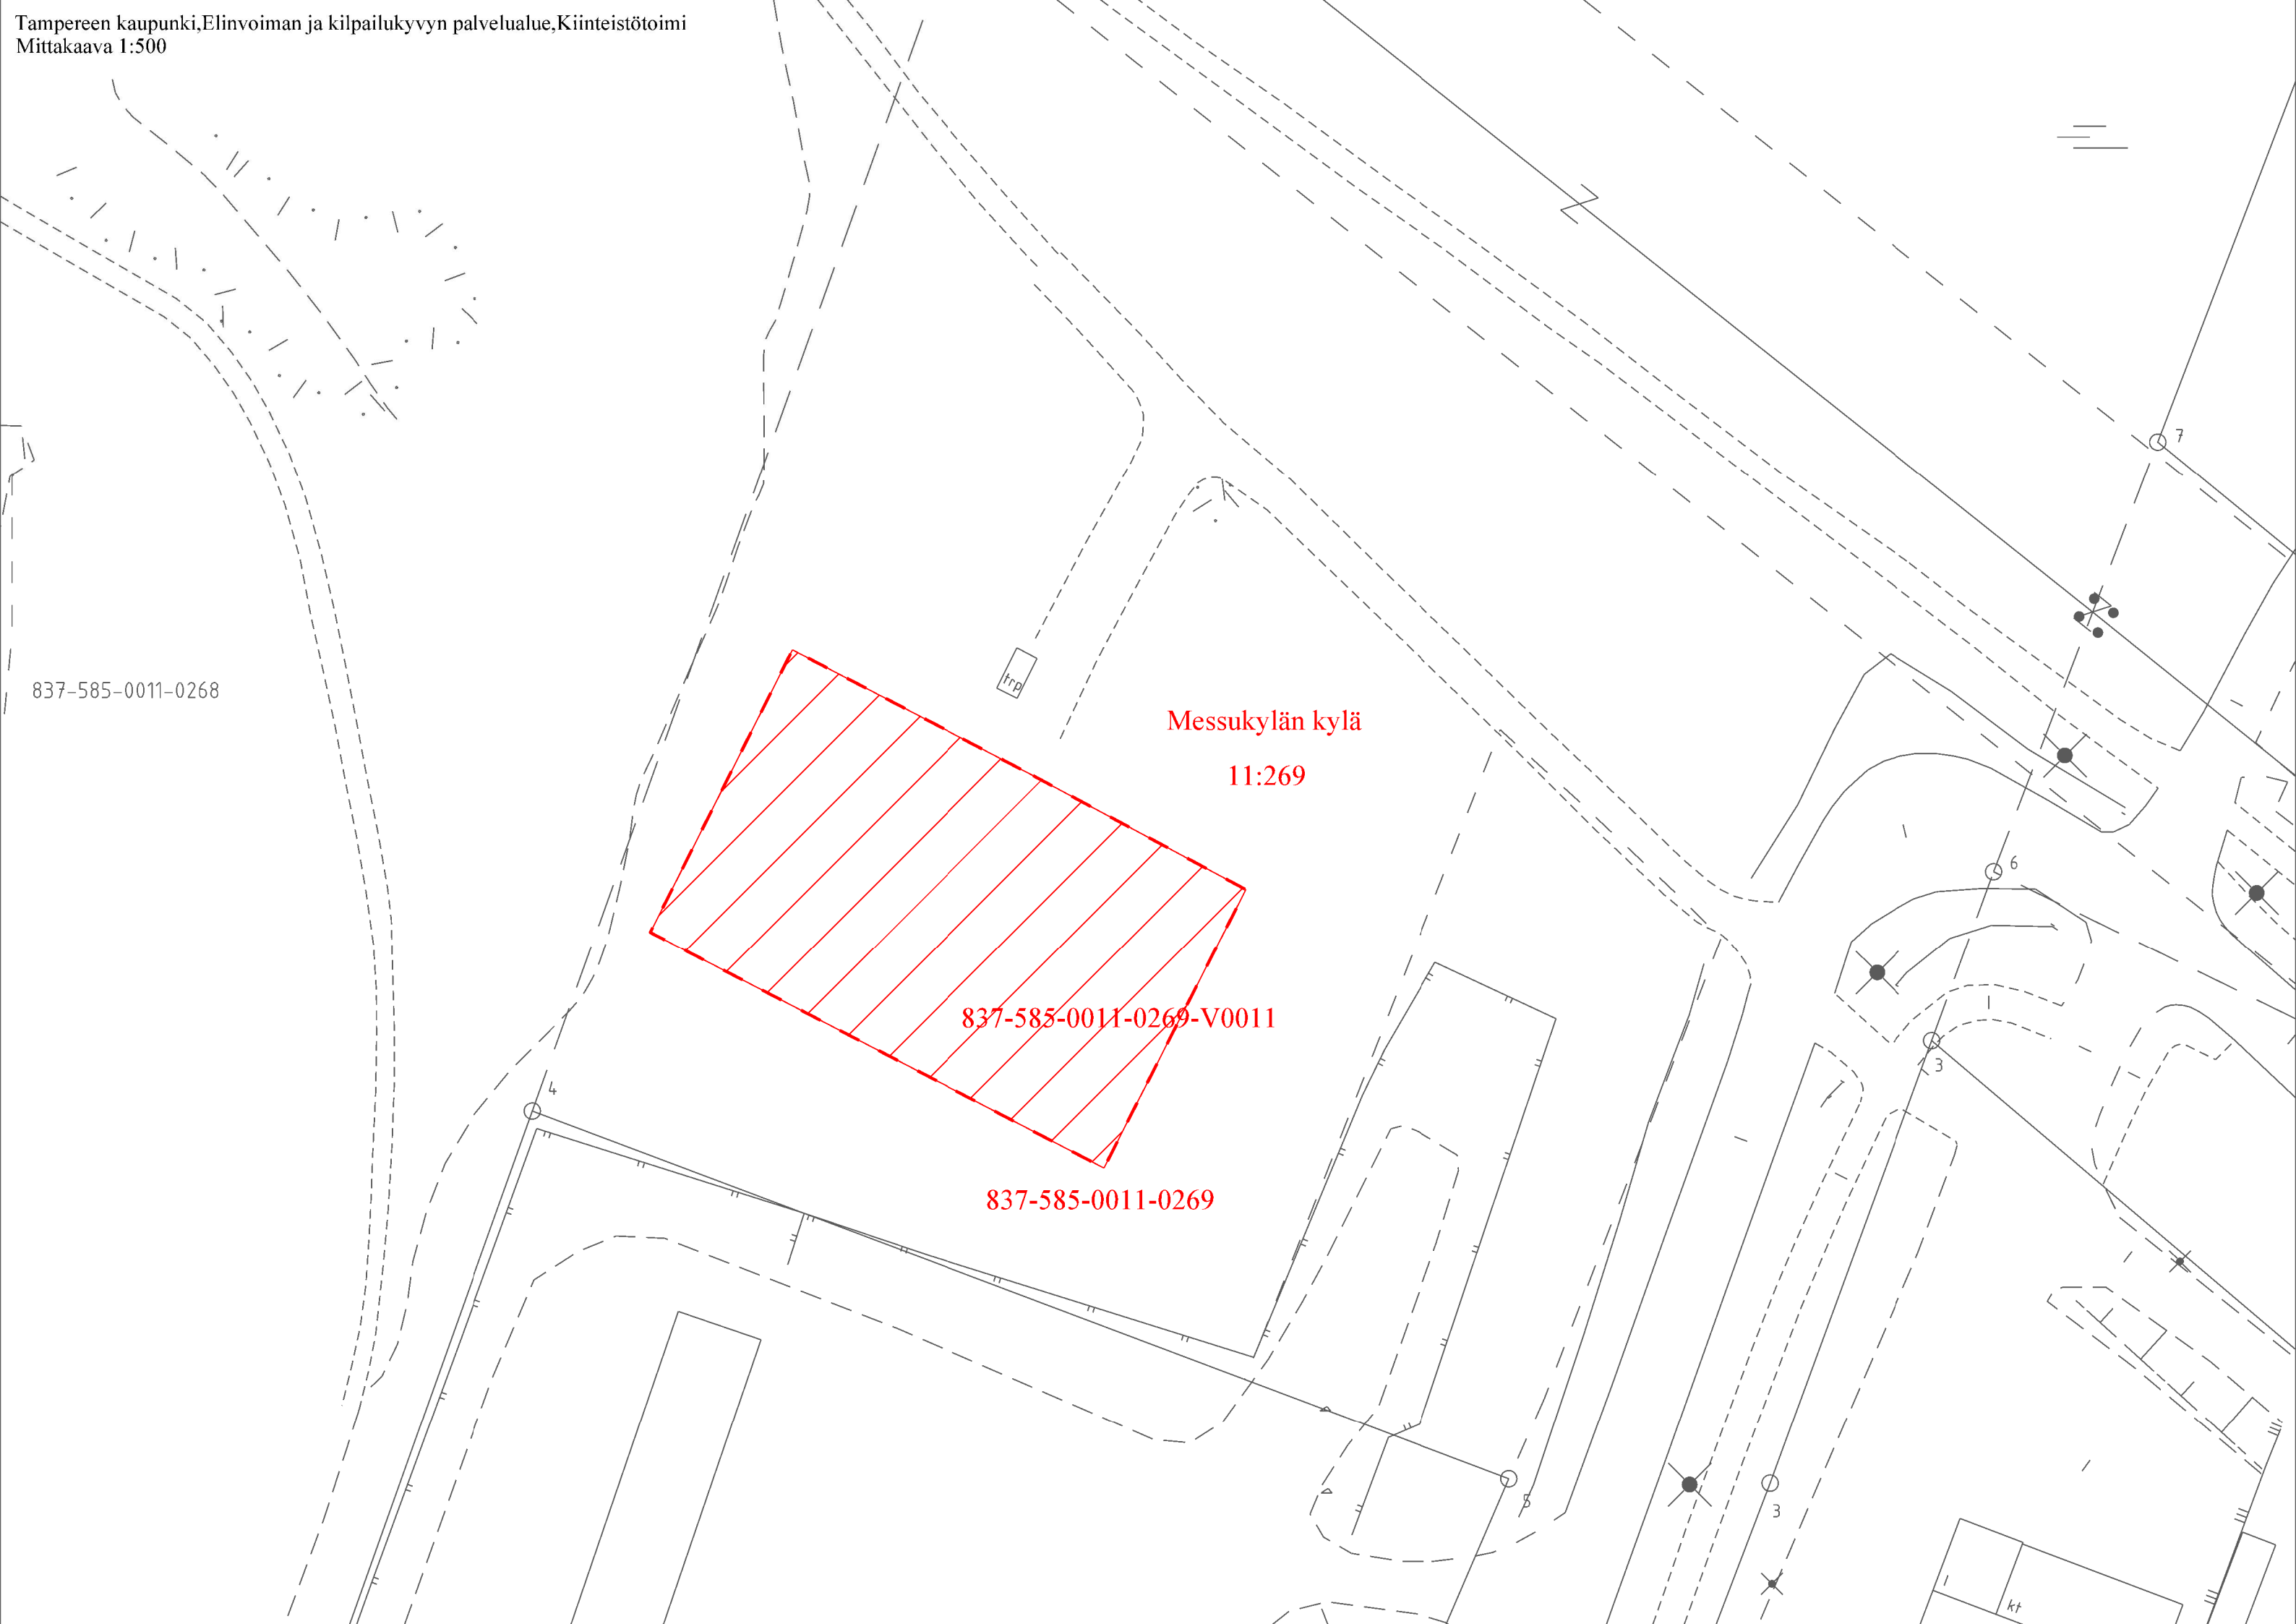 Tampereen kaupunki,Elinvoiman ja kilpailukyvyn palvelualue,Kiinteistötoimi
Mittakaava 1:500
7
trp
837-585-0011-0268
Messukylän kylä
11:269
6
837-585-0011-0269-V0011
3
4
837-585-0011-0269
5
3
kt